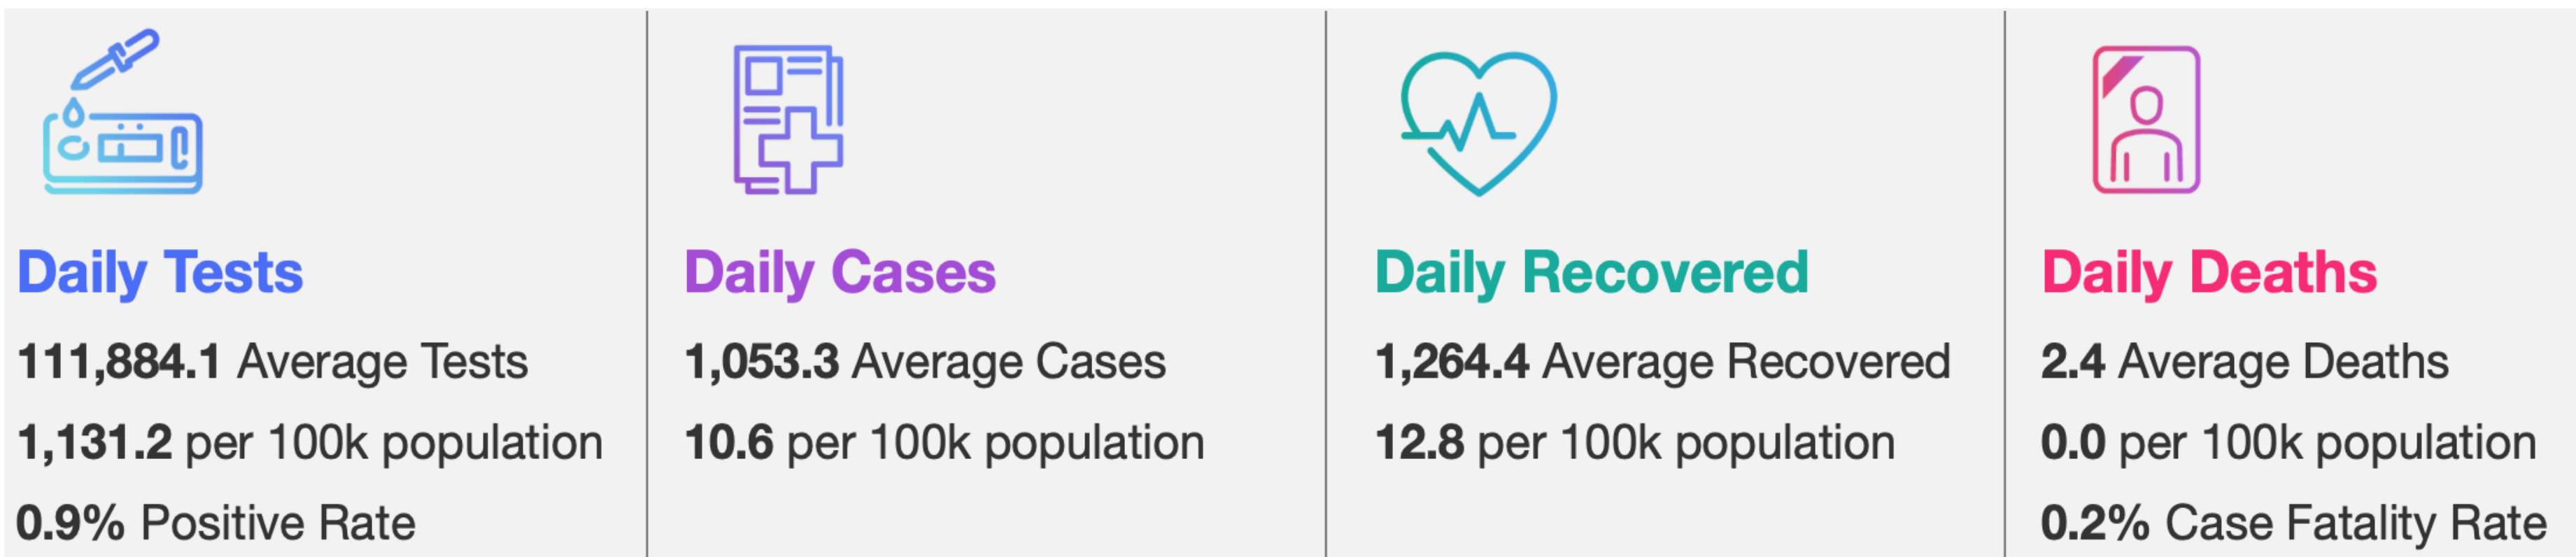 Daily Tests
111,884.1 Average Tests
1,131.2 per 100k population
0.9% Positive Rate
Daily Cases
1,053.3 Average Cases
10.6 per 100k population
Daily Recovered
1,264.4 Average Recovered
12.8 per 100k population
Daily Deaths
2.4 Average Deaths
0.0 per 100k population
0.2% Case Fatality Rate